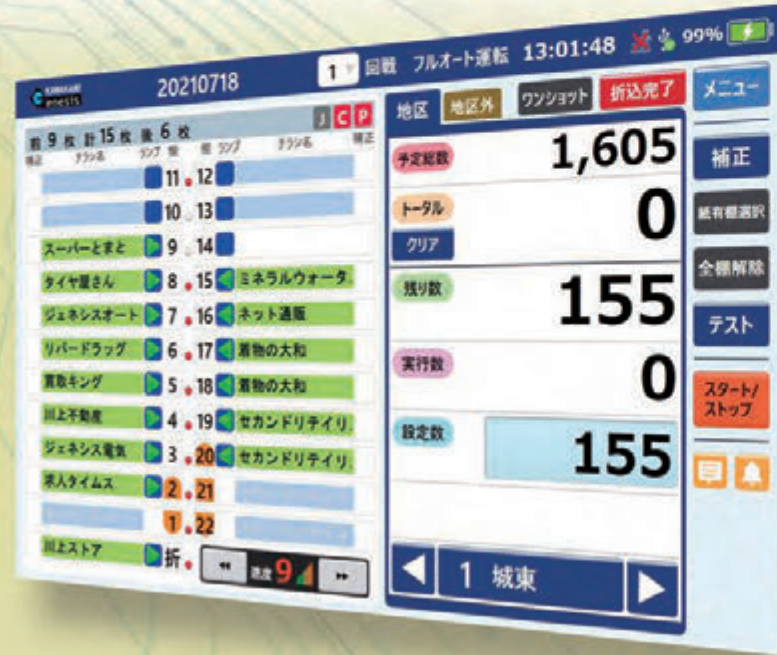 KAWAKAMI
Genesis
20210718
1 回戦 フルオート運転 13:01:48 99%
前 9 枚 計 15 枚 後 6 枚
J C P
補正 チラシ名 ランプ 棚 棚 ランプ チラシ名 補正
11 12
10 13
スーパーとまと 9 14
タイヤ屋さん 8 15 ミネラルウォータ
ジェネシスオート 7 16 ネット通販
リバードラッグ 6 17 着物の大和
買取キング 5 18 着物の大和
川上不動産 4 19 セカンドリテイリ
ジェネシス電気 3 20 セカンドリテイリ
求人タイムス 2 21
1 22
川上ストア 折
速度 9
地区 地区外 ワンショット 折込完了
予定総数 1,605
トータル 0
クリア
残り数 155
実行数 0
設定数 155
1 城東
メニュー
補正
紙有棚選択
全棚解除
テスト
スタート/
ストップ